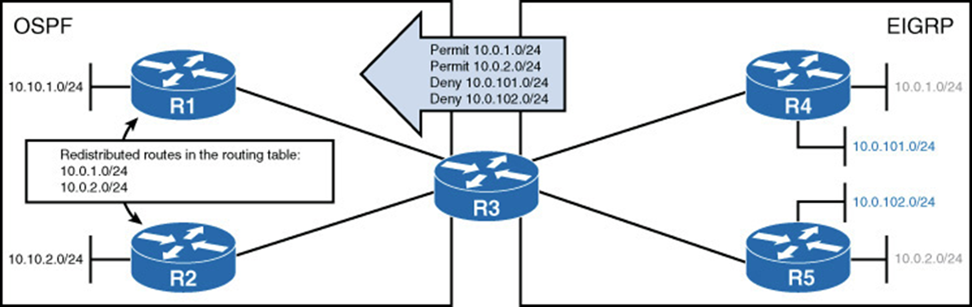 OSPF
EIGRP
Permit 10.0.1.0/24
Permit 10.0.2.0/24
Deny 10.0.101.0/24
Deny 10.0.102.0/24
10.10.1.0/24
R1
R4
10.0.1.0/24
10.0.101.0/24
Redistributed routes in the routing table:
10.0.1.0/24
10.0.2.0/24
R3
10.0.102.0/24
10.10.2.0/24
R2
R5
10.0.2.0/24